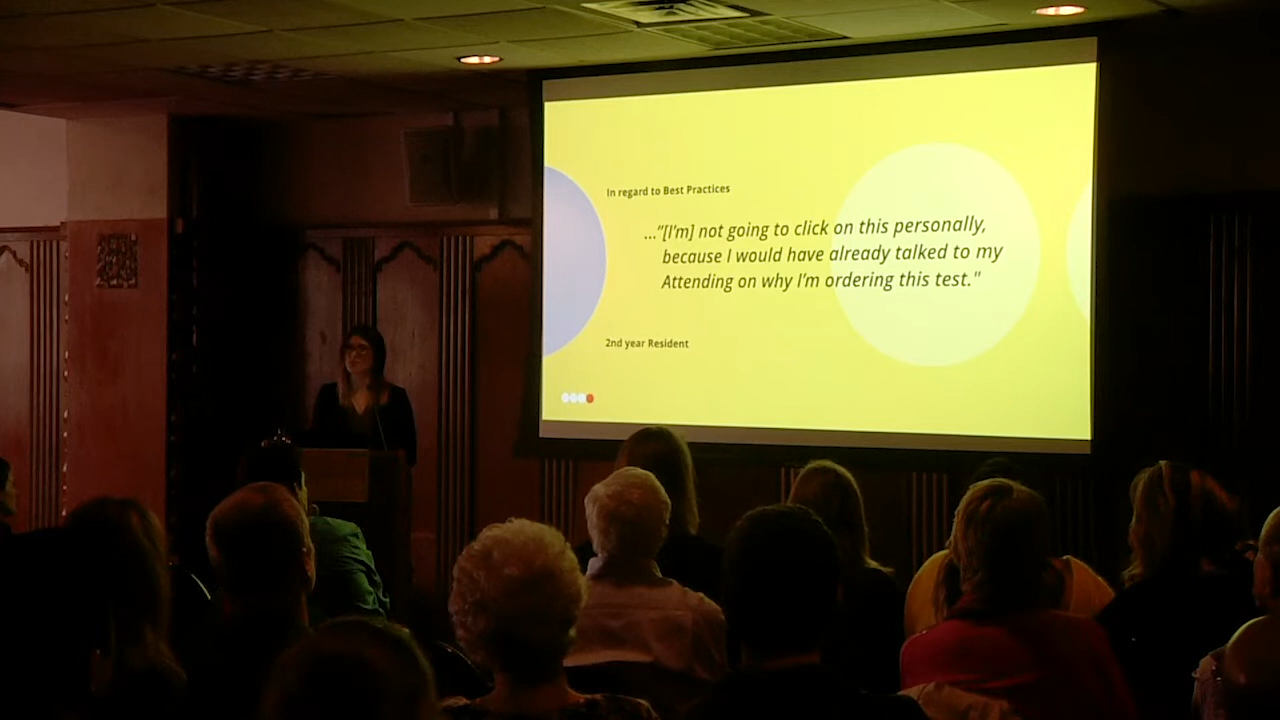 In regard to Best Practices
..."[I'm] not going to click on this personally,
because I would have already talked to my
Attending on why I'm ordering this test."
2nd year Resident